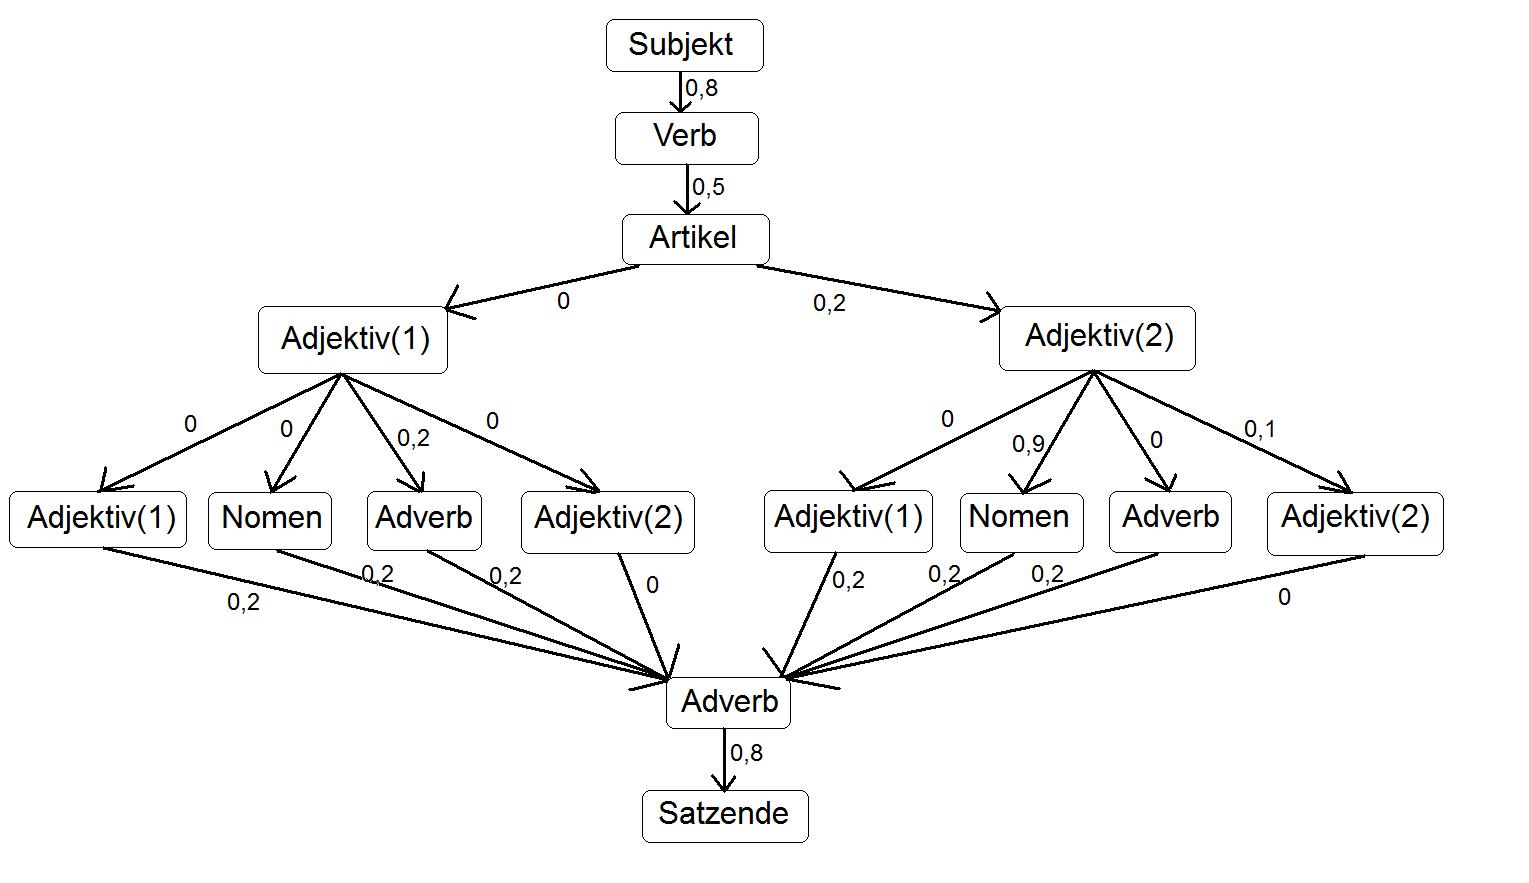 Subjekt
0,8
Verb
0,5
Artikel
0
0,2
Adjektiv(1)
Adjektiv(2)
0
0
0,2
0
0
0,9
0
0,1
Adjektiv(1)
Nomen
Adverb
Adjektiv(2)
Adjektiv(1)
Nomen
Adverb
Adjektiv(2)
0,2
0,2
0,2
0
0,2
0,2
0,2
0
Adverb
0,8
Satzende